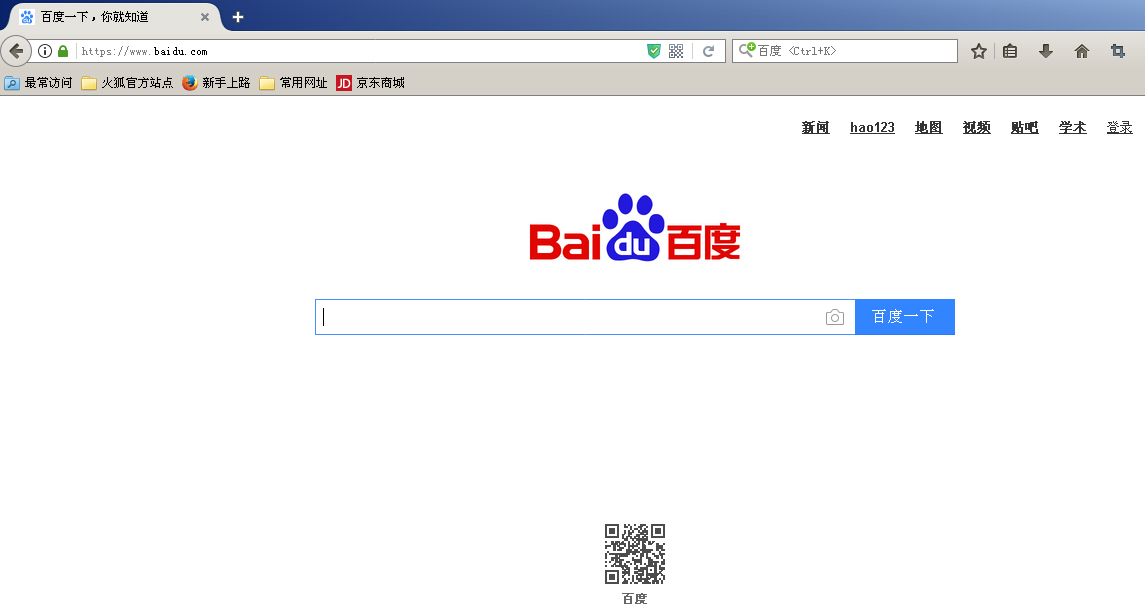 百度一下，你就知道
https://www.baidu.com
百度 <Ctrl+K>
最常访问 火狐官方站点 新手上路 常用网址 JD 京东商城
新闻 hao123 地图 视频 贴吧 学术 登录
Bai du 百度
百度一下
百度